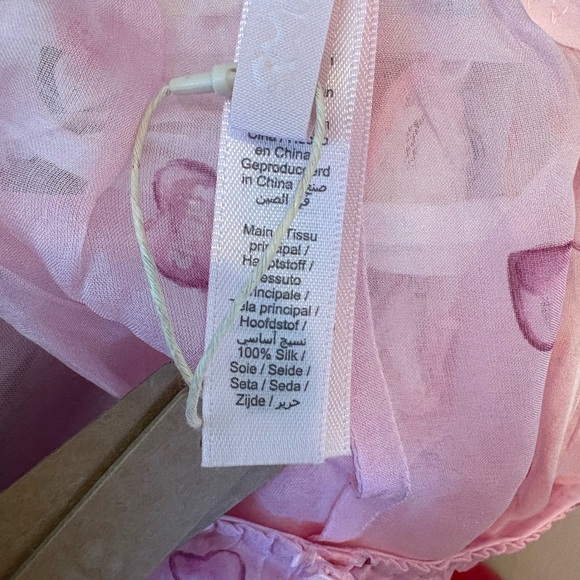 en China
Geproduceerd
in China / صنع
في الصين
Main / Tissu
principal /
Hauptstoff /
Tessuto
principale /
Tela principal /
Hoofdstof /
نسيج أساسي
100% Silk /
Soie / Seide /
Seta / Seda /
Zijde / حرير